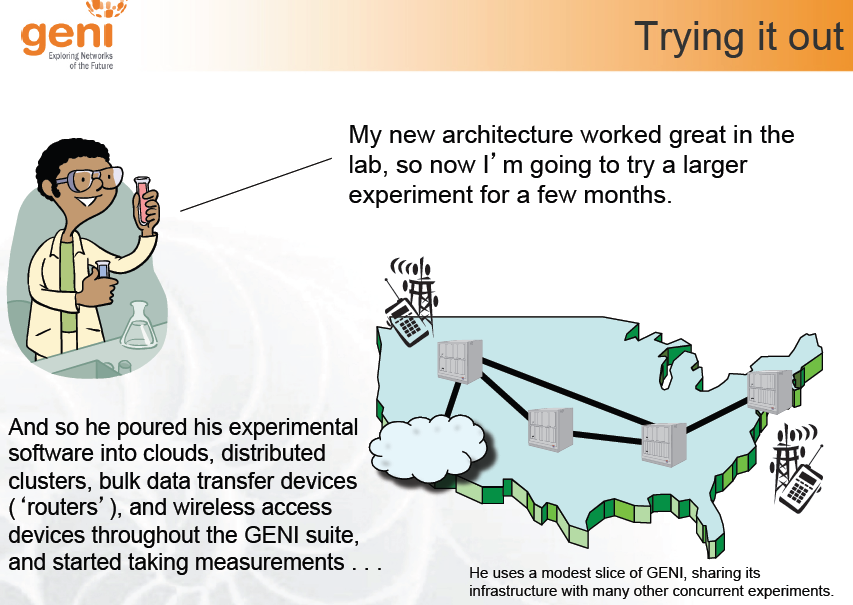 geni
Exploring Networks
of the Future
Trying it out
My new architecture worked great in the
lab, so now I’ m going to try a larger
experiment for a few months.
And so he poured his experimental
software into clouds, distributed
clusters, bulk data transfer devices
( ‘routers’ ), and wireless access
devices throughout the GENI suite,
and started taking measurements . . .
He uses a modest slice of GENI, sharing its
infrastructure with many other concurrent experiments.